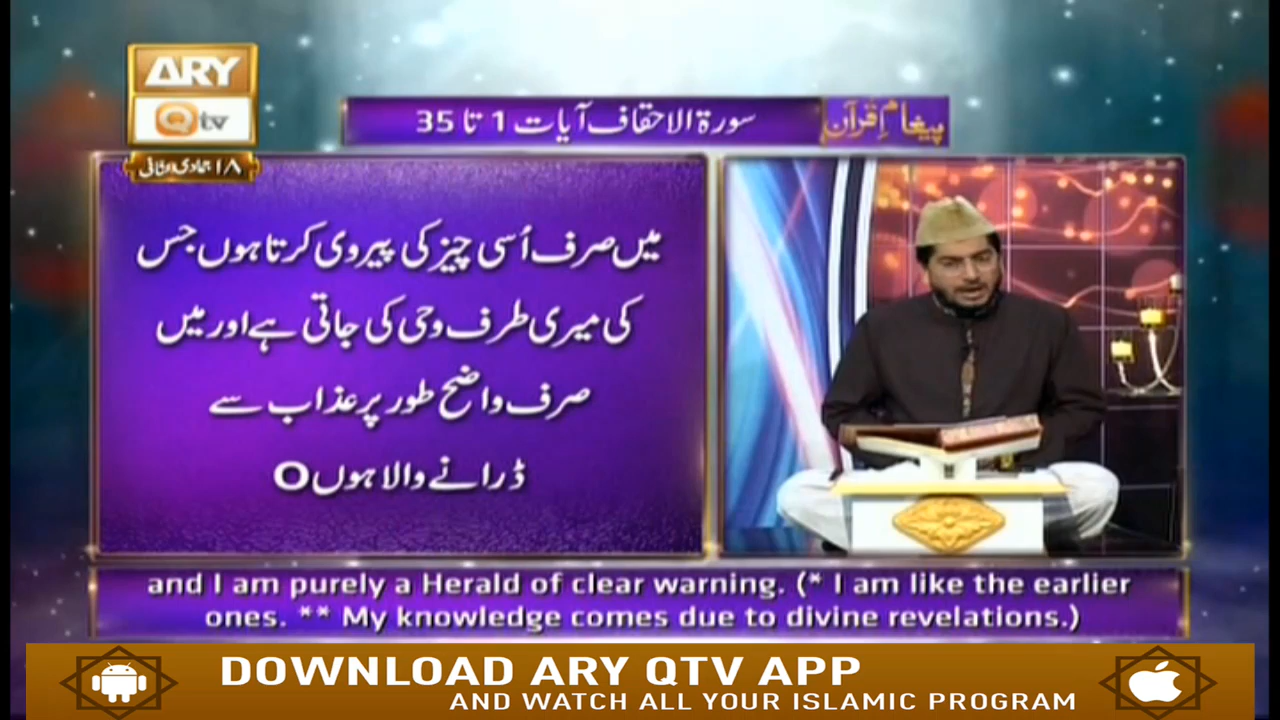 ARY
Qtv
١٨ جمادی الثانی
پیغامِ قرآن
سورۃ الاحقاف آیات 1 تا 35
میں صرف اُسی چیز کی پیروی کرتا ہوں جس
کی میری طرف وحی کی جاتی ہے اور میں
صرف واضح طور پر عذاب سے
ڈرانے والا ہوں O
and I am purely a Herald of clear warning. (* I am like the earlier
ones. ** My knowledge comes due to divine revelations.)
DOWNLOAD ARY QTV APP
AND WATCH ALL YOUR ISLAMIC PROGRAM